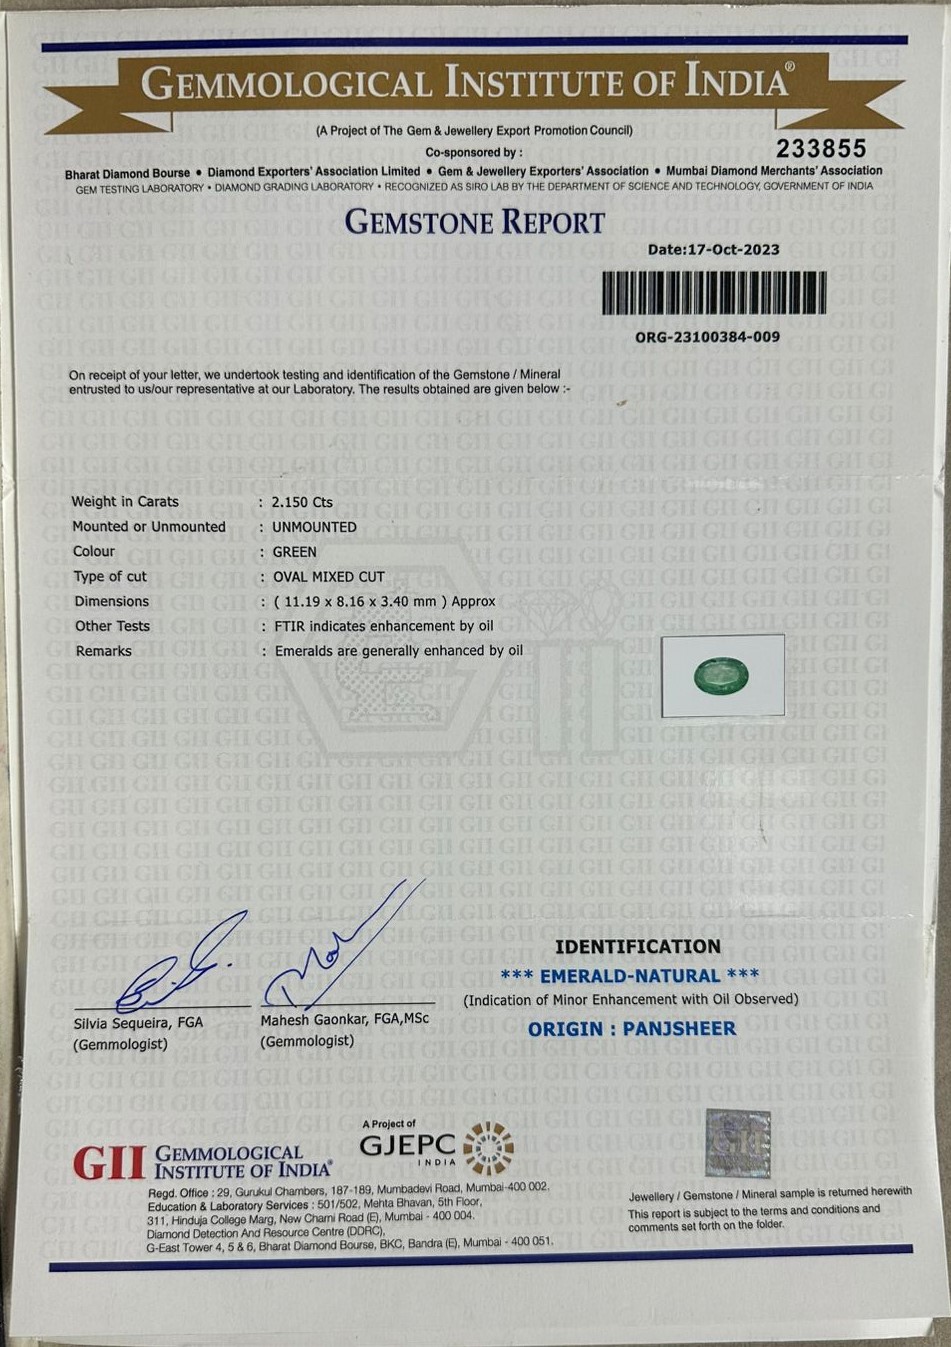 GEMMOLOGICAL INSTITUTE OF INDIA®
(A Project of The Gem & Jewellery Export Promotion Council)
Co-sponsored by :
233855
Bharat Diamond Bourse • Diamond Exporters' Association Limited • Gem & Jewellery Exporters' Association • Mumbai Diamond Merchants' Association
GEM TESTING LABORATORY • DIAMOND GRADING LABORATORY • RECOGNIZED AS SIRO LAB BY THE DEPARTMENT OF SCIENCE AND TECHNOLOGY, GOVERNMENT OF INDIA
GEMSTONE REPORT
Date:17-Oct-2023
ORG-23100384-009
On receipt of your letter, we undertook testing and identification of the Gemstone / Mineral
entrusted to us/our representative at our Laboratory. The results obtained are given below :-
Weight in Carats : 2.150 Cts
Mounted or Unmounted : UNMOUNTED
Colour : GREEN
Type of cut : OVAL MIXED CUT
Dimensions : ( 11.19 x 8.16 x 3.40 mm ) Approx
Other Tests : FTIR indicates enhancement by oil
Remarks : Emeralds are generally enhanced by oil
Silvia Sequeira, FGA
(Gemmologist)
Mahesh Gaonkar, FGA,MSc
(Gemmologist)
IDENTIFICATION
*** EMERALD-NATURAL ***
(Indication of Minor Enhancement with Oil Observed)
ORIGIN : PANJSHEER
GII GEMMOLOGICAL
INSTITUTE OF INDIA®
A Project of
GJEPC
INDIA
Regd. Office : 29, Gurukul Chambers, 187-189, Mumbadevi Road, Mumbai-400 002.
Education & Laboratory Services : 501/502, Mehta Bhavan, 5th Floor,
311, Hinduja College Marg, New Charni Road (E), Mumbai - 400 004.
Diamond Detection And Resource Centre (DDRC),
G-East Tower 4, 5 & 6, Bharat Diamond Bourse, BKC, Bandra (E), Mumbai - 400 051.
GII
Jewellery / Gemstone / Mineral sample is returned herewith
This report is subject to the terms and conditions and
comments set forth on the folder.